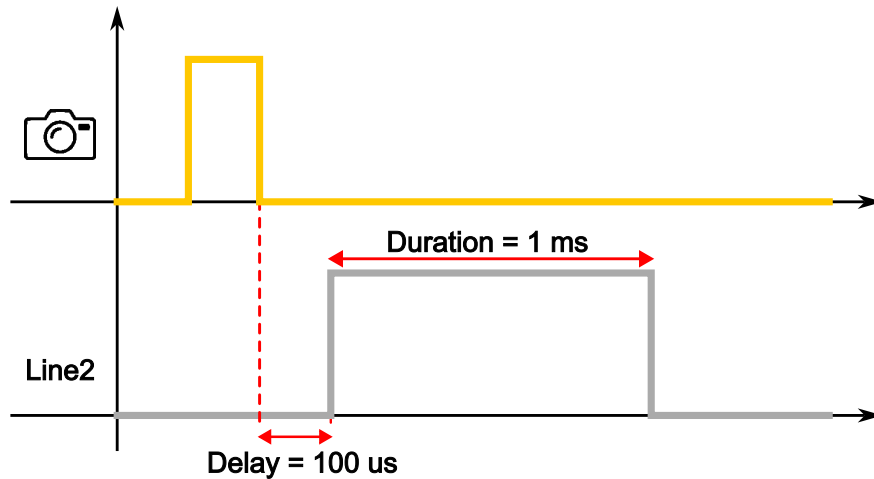 Duration = 1 ms
Line2
Delay = 100 us